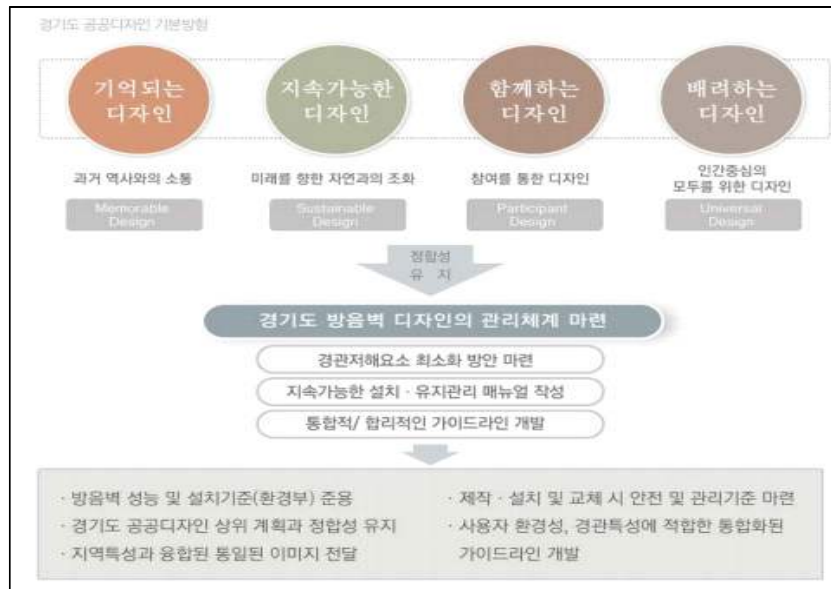 경기도 공공디자인 기본방향
기억되는
디자인
지속가능한
디자인
함께하는
디자인
배려하는
디자인
과거 역사와의 소통
미래를 향한 자연과의 조화
참여를 통한 디자인
인간중심의
모두를 위한 디자인
Memorable
Design
Sustainable
Design
Participant
Design
Universal
Design
정합성
유 지
경기도 방음벽 디자인의 관리체계 마련
경관저해요소 최소화 방안 마련
지속가능한 설치 · 유지관리 매뉴얼 작성
통합적/ 합리적인 가이드라인 개발
· 방음벽 성능 및 설치기준(환경부) 준용
· 경기도 공공디자인 상위 계획과 정합성 유지
· 지역특성과 융합된 통일된 이미지 전달
· 제작 · 설치 및 교체 시 안전 및 관리기준 마련
· 사용자 환경성, 경관특성에 적합한 통합화된
가이드라인 개발